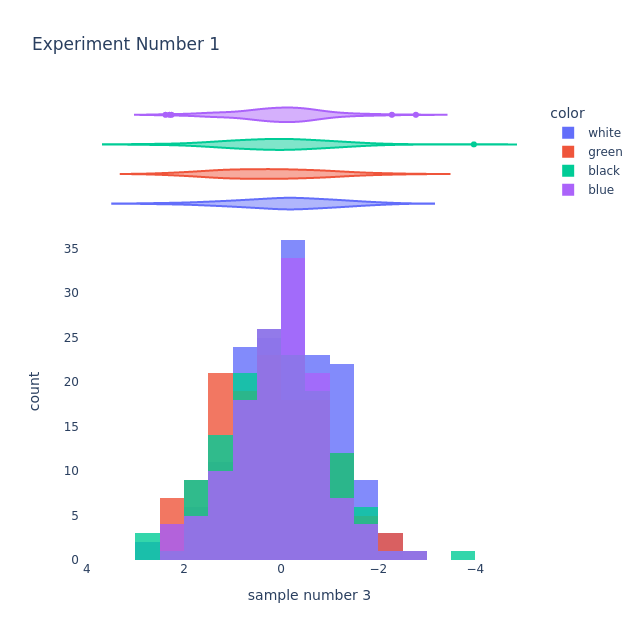 Experiment Number 1
color
white
green
black
blue
35
30
25
20
15
10
5
0
count
4
2
0
−2
−4
sample number 3